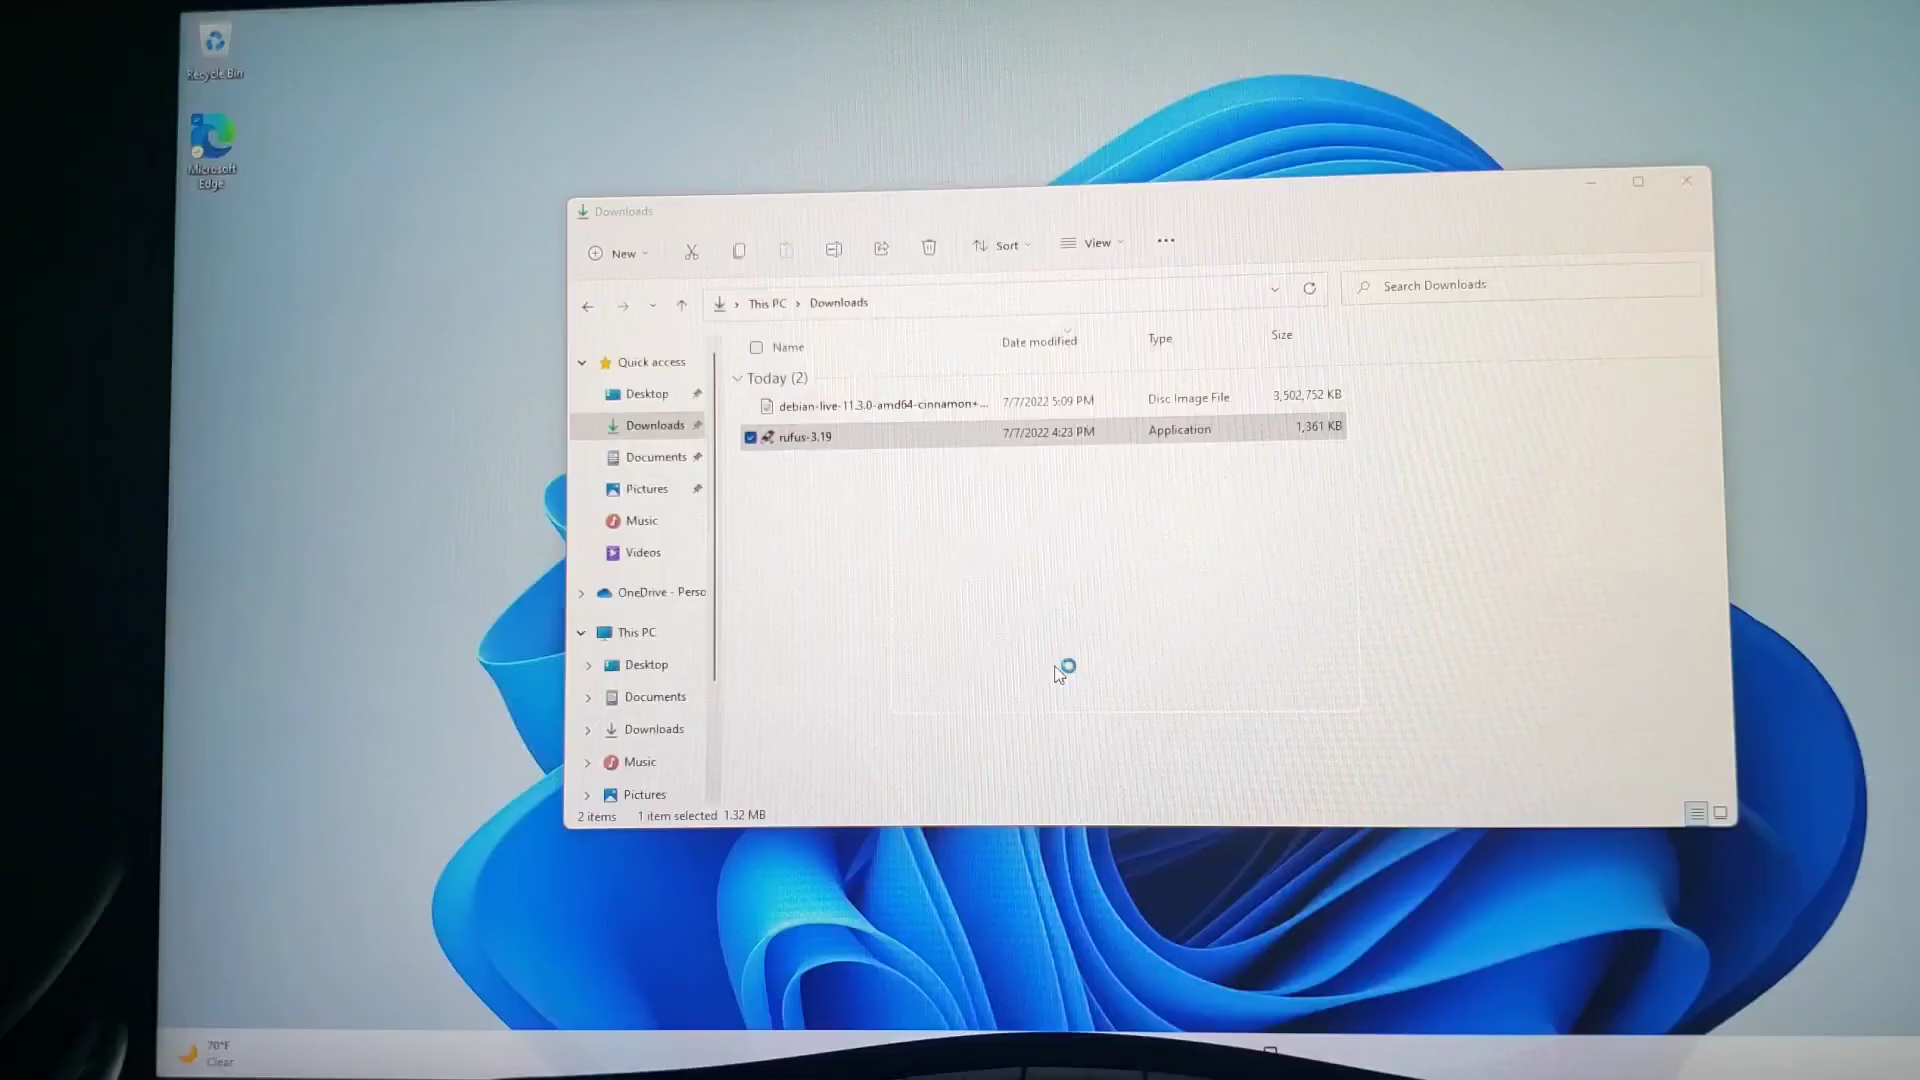 Recycle Bin
Microsoft
Edge
Downloads
New
Sort
View
This PC
Downloads
Search Downloads
Name
Date modified
Type
Size
Quick access
Today (2)
Desktop
debian-live-11.3.0-amd64-cinnamon+...
7/7/2022 5:09 PM
Disc Image File
3,502,752 KB
Downloads
rufus-3.19
7/7/2022 4:23 PM
Application
1,361 KB
Documents
Pictures
Music
Videos
OneDrive - Perso
This PC
Desktop
Documents
Downloads
Music
Pictures
2 items
1 item selected 1.32 MB
70°F
Clear